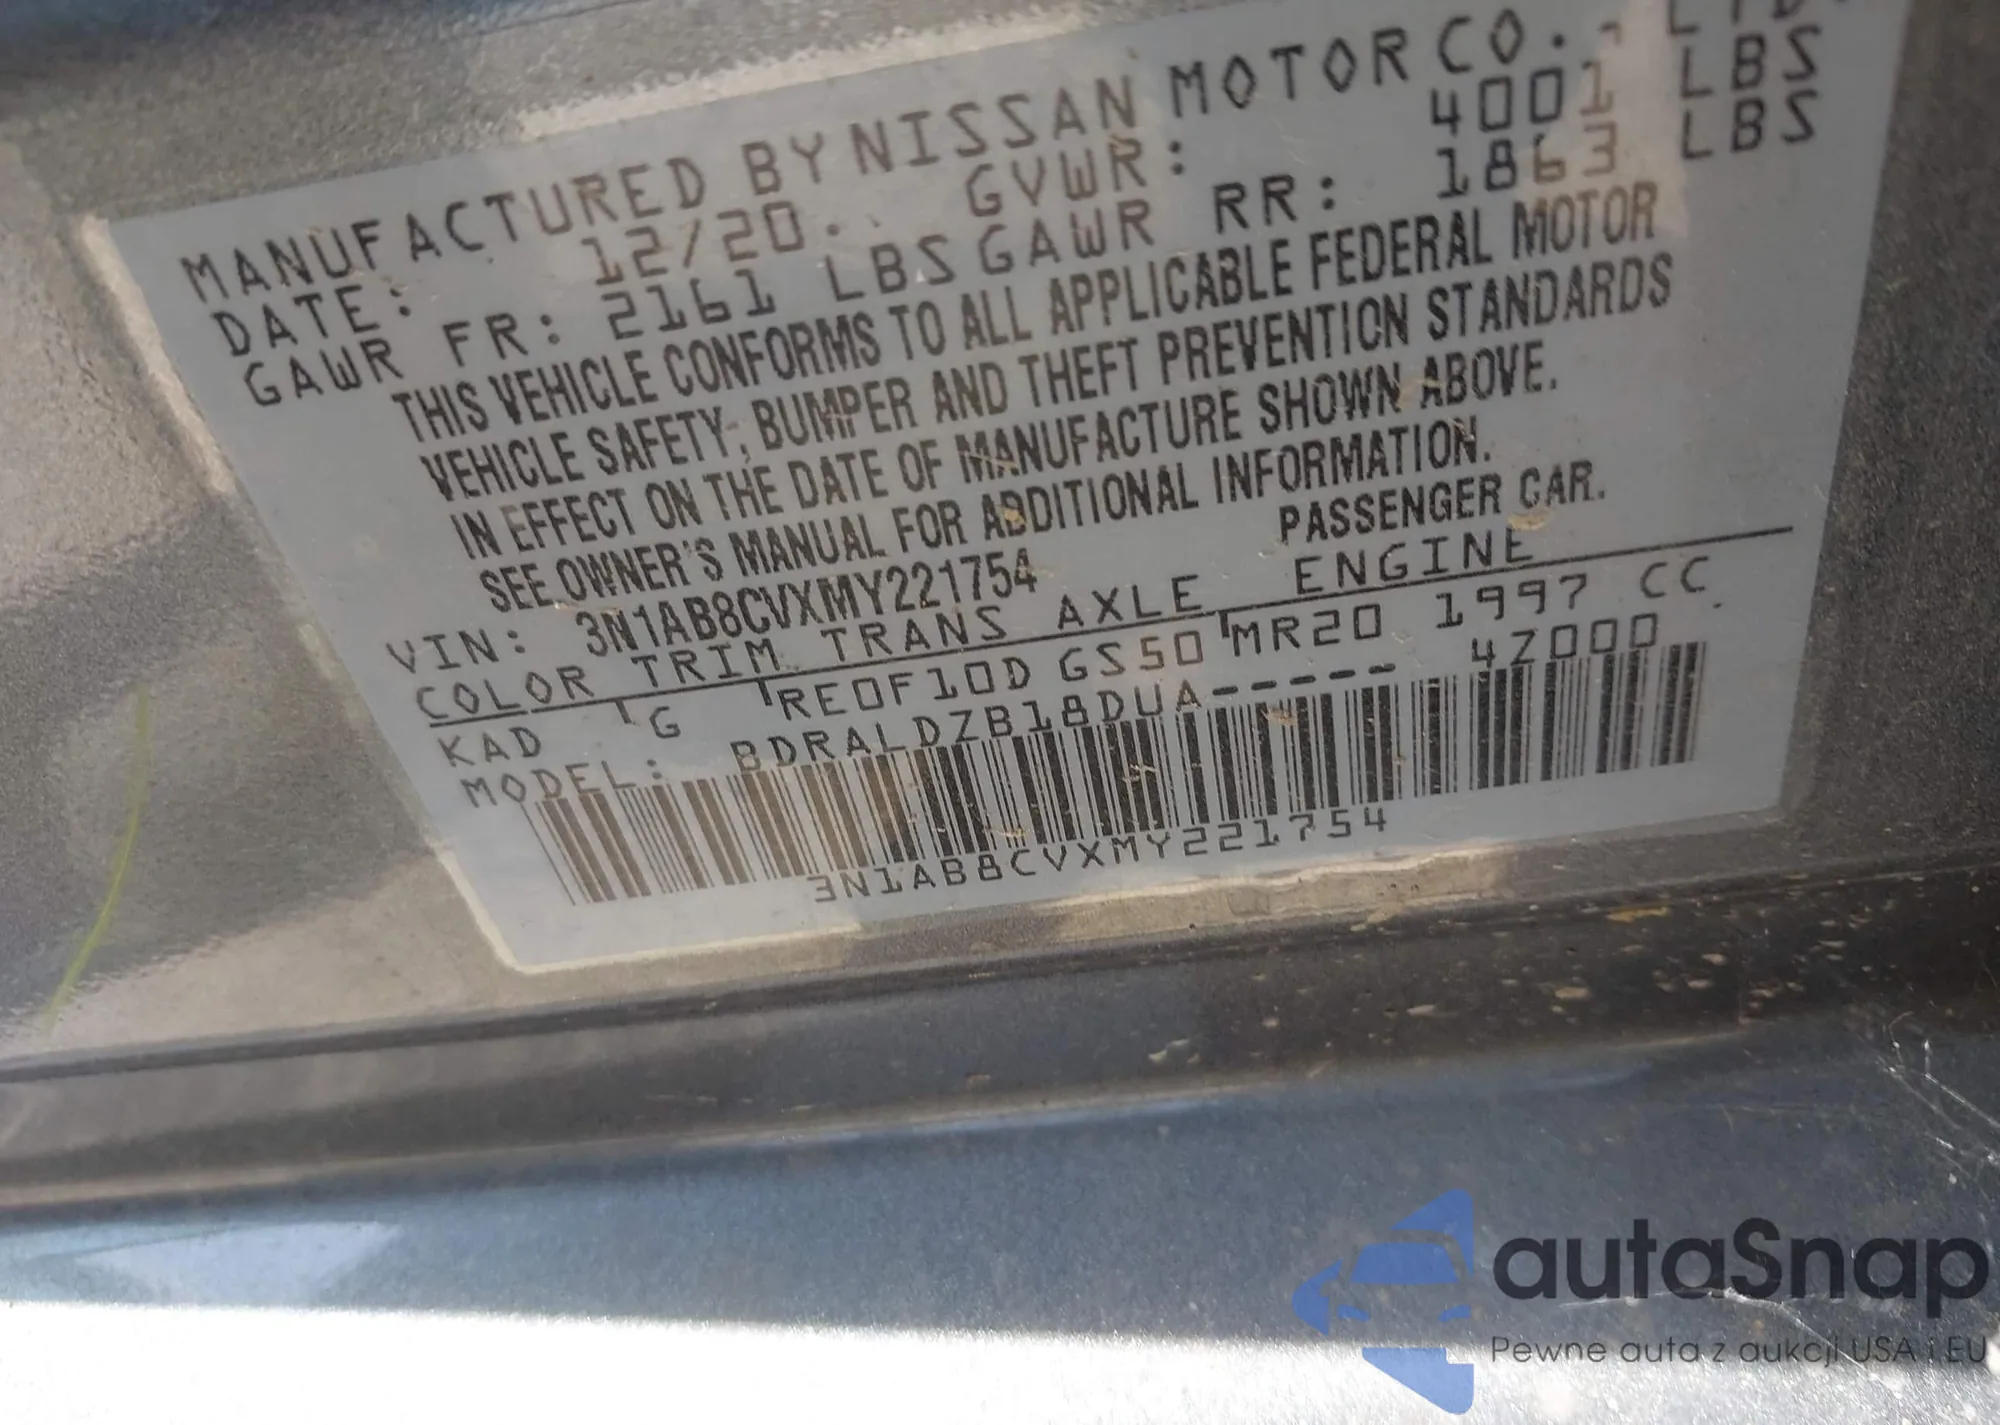 MANUFACTURED BY NISSAN MOTOR CO., LTD.
DATE: 12/20.. GVWR: 4001 LBS
GAWR FR: 2161 LBS GAWR RR: 1863 LBS
THIS VEHICLE CONFORMS TO ALL APPLICABLE FEDERAL MOTOR
VEHICLE SAFETY, BUMPER AND THEFT PREVENTION STANDARDS
IN EFFECT ON THE DATE OF MANUFACTURE SHOWN ABOVE.
SEE OWNER'S MANUAL FOR ADDITIONAL INFORMATION.
VIN: 3N1AB8CVXMY221754 PASSENGER CAR.
COLOR TRIM TRANS AXLE ENGINE
KAD G RE0F10D GS50 MR20 1997 CC
MODEL: BDRALDZB18DUA----- 4Z000
3N1AB8CVXMY221754
autaSnap
Pewne auta z aukcji USA i EU